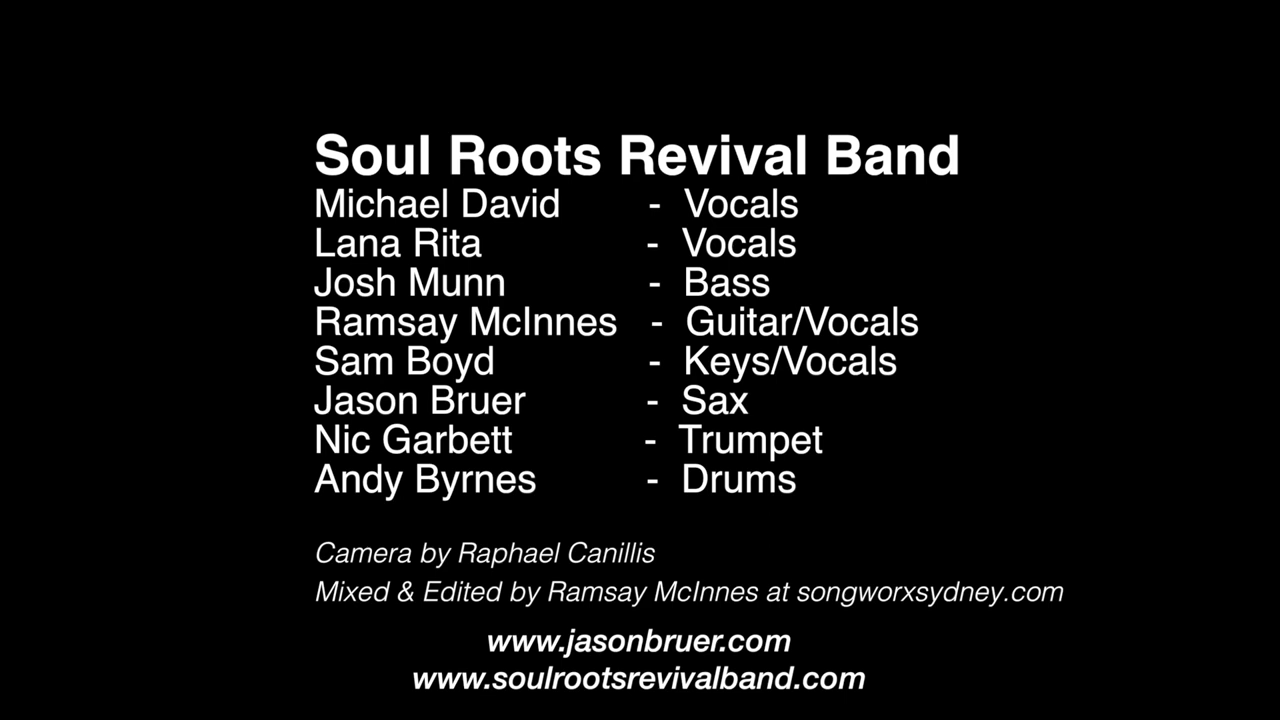 Soul Roots Revival Band
Michael David - Vocals
Lana Rita - Vocals
Josh Munn - Bass
Ramsay McInnes - Guitar/Vocals
Sam Boyd - Keys/Vocals
Jason Bruer - Sax
Nic Garbett - Trumpet
Andy Byrnes - Drums
Camera by Raphael Canillis
Mixed & Edited by Ramsay McInnes at songworxsydney.com
www.jasonbruer.com
www.soulrootsrevivalband.com